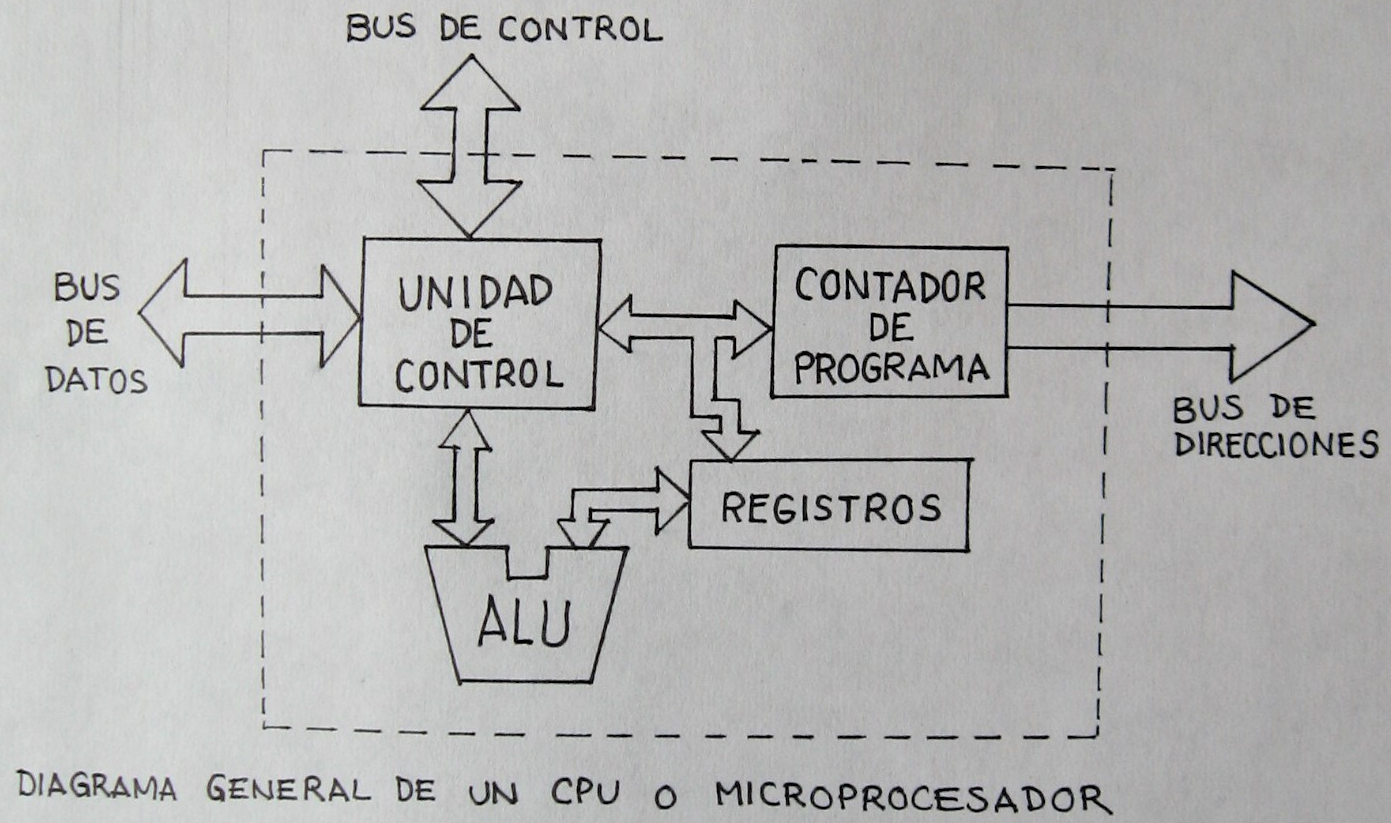 BUS DE CONTROL
BUS
DE
DATOS
UNIDAD
DE
CONTROL
CONTADOR
DE
PROGRAMA
BUS DE
DIRECCIONES
REGISTROS
ALU
DIAGRAMA GENERAL DE UN CPU O MICROPROCESADOR